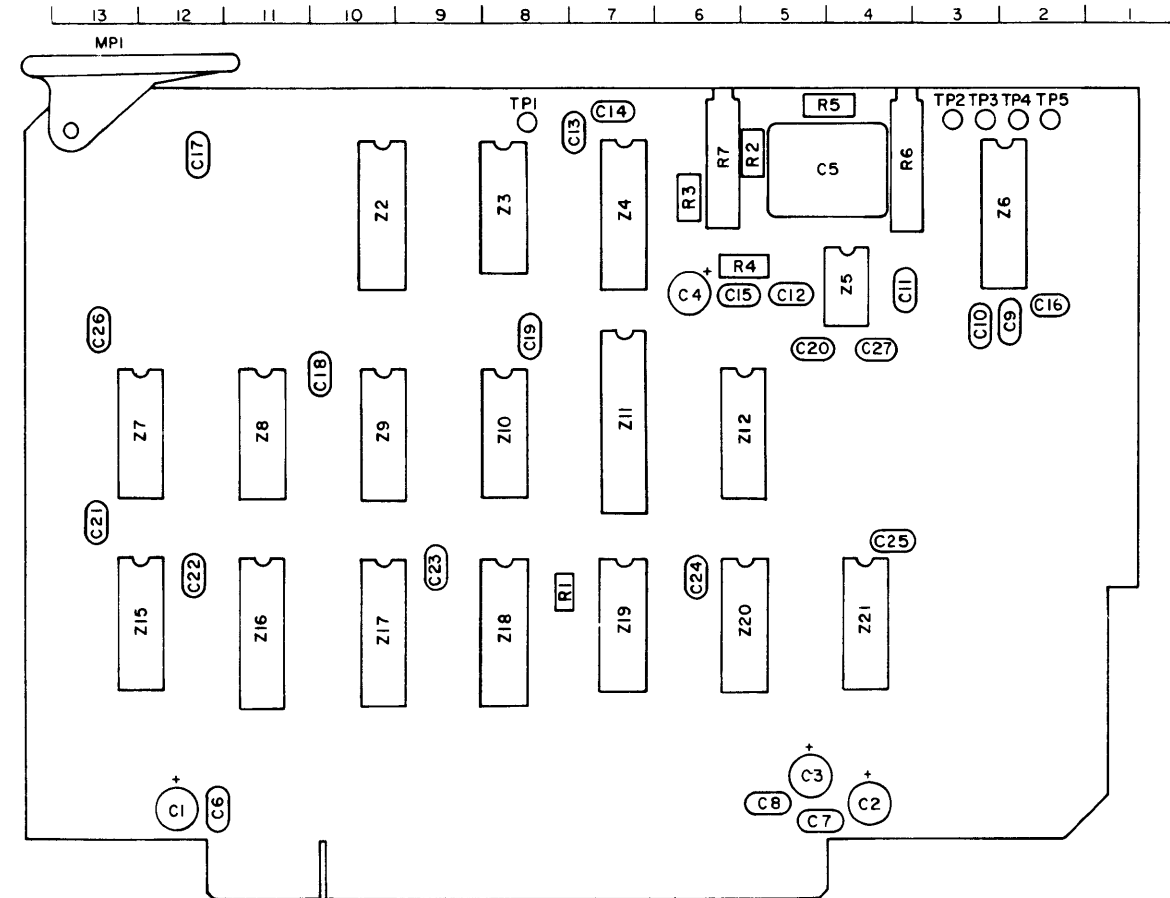 13 12 11 10 9 8 7 6 5 4 3 2 1
MP1
TP1 C13 C14 R5 TP2 TP3 TP4 TP5
C17 R7 R2 C5 R6
Z2 Z3 Z4 R3 Z6
+ R4
C4 C15 C12 Z5 C11
C26 C19 C10 C9 C16
C18 C20 C27
Z7 Z8 Z9 Z10 Z11 Z12
C21 C25
C22 C23 R1 C24
Z15 Z16 Z17 Z18 Z19 Z20 Z21
+ + +
C1 C6 C8 C3 C2
C7